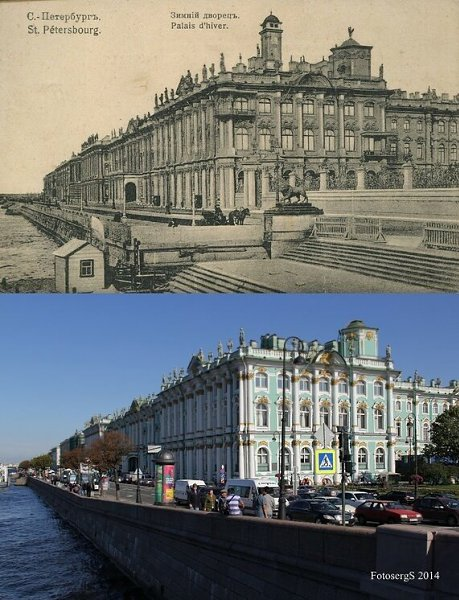 С.-Петербургъ.
St. Pétersbourg.
Зимній дворецъ.
Palais d'hiver.
FotosergS 2014